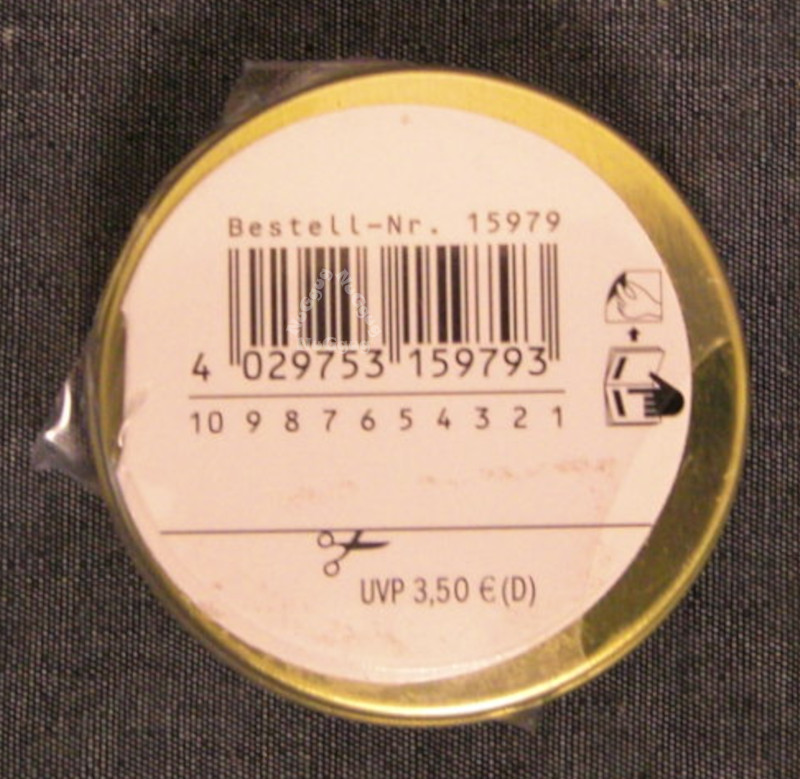 Bestell-Nr. 15979
4 029753 159793
10 9 8 7 6 5 4 3 2 1
UVP 3,50 € (D)